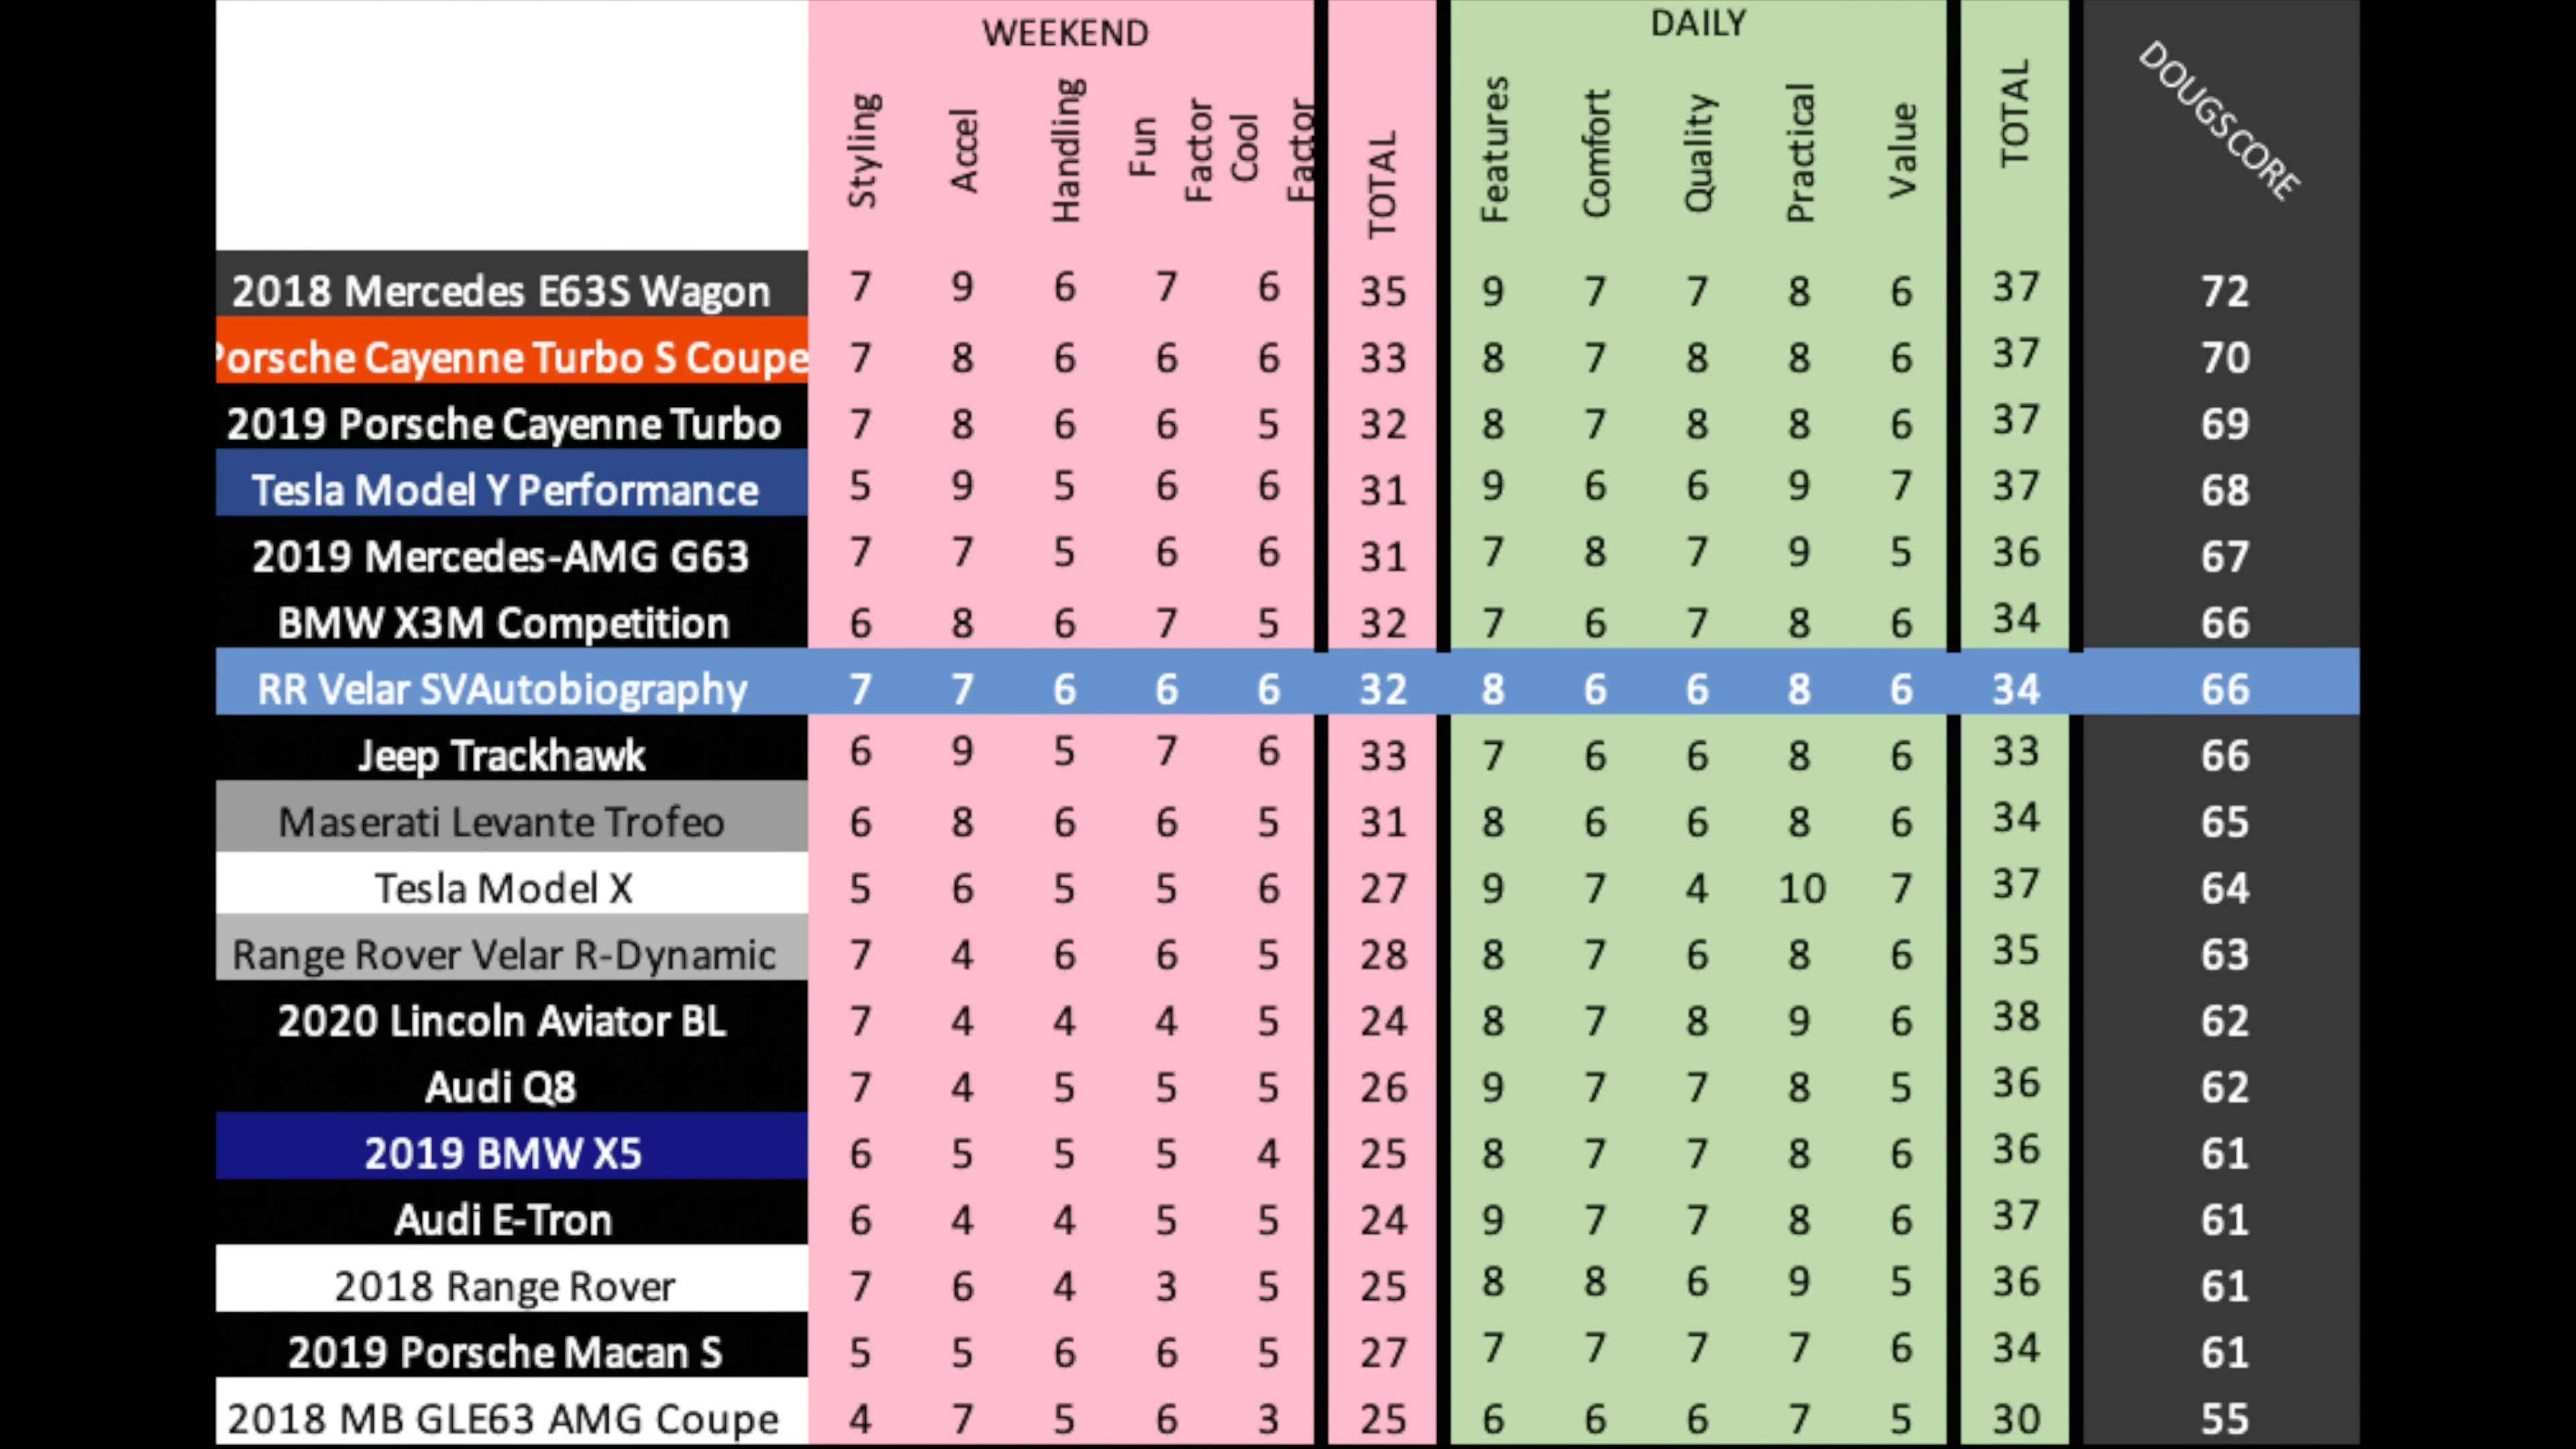 WEEKEND DAILY
Styling Accel Handling Fun Factor Cool Factor TOTAL Features Comfort Quality Practical Value TOTAL DOUGSCORE
2018 Mercedes E63S Wagon 7 9 6 7 6 35 9 7 7 8 6 37 72
Porsche Cayenne Turbo S Coupe 7 8 6 6 6 33 8 7 8 8 6 37 70
2019 Porsche Cayenne Turbo 7 8 6 6 5 32 8 7 8 8 6 37 69
Tesla Model Y Performance 5 9 5 6 6 31 9 6 6 9 7 37 68
2019 Mercedes-AMG G63 7 7 5 6 6 31 7 8 7 9 5 36 67
BMW X3M Competition 6 8 6 7 5 32 7 6 7 8 6 34 66
RR Velar SVAutobiography 7 7 6 6 6 32 8 6 6 8 6 34 66
Jeep Trackhawk 6 9 5 7 6 33 7 6 6 8 6 33 66
Maserati Levante Trofeo 6 8 6 6 5 31 8 6 6 8 6 34 65
Tesla Model X 5 6 5 5 6 27 9 7 4 10 7 37 64
Range Rover Velar R-Dynamic 7 4 6 6 5 28 8 7 6 8 6 35 63
2020 Lincoln Aviator BL 7 4 4 4 5 24 8 7 8 9 6 38 62
Audi Q8 7 4 5 5 5 26 9 7 7 8 5 36 62
2019 BMW X5 6 5 5 5 4 25 8 7 7 8 6 36 61
Audi E-Tron 6 4 4 5 5 24 9 7 7 8 6 37 61
2018 Range Rover 7 6 4 3 5 25 8 8 6 9 5 36 61
2019 Porsche Macan S 5 5 6 6 5 27 7 7 7 7 6 34 61
2018 MB GLE63 AMG Coupe 4 7 5 6 3 25 6 6 6 7 5 30 55